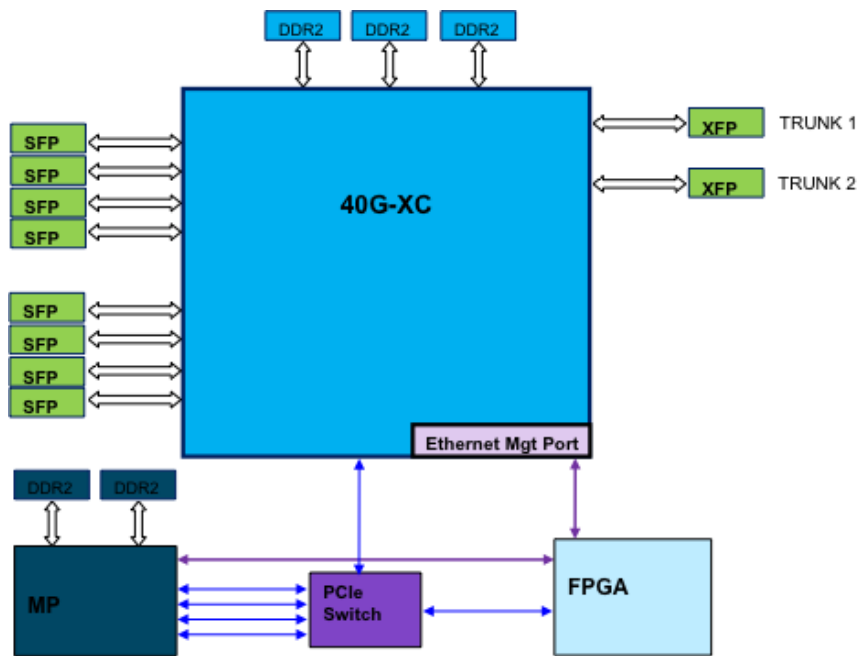 DDR2 DDR2 DDR2
SFP
SFP
SFP
SFP
SFP
SFP
SFP
SFP
40G-XC
XFP TRUNK 1
XFP TRUNK 2
Ethernet Mgt Port
DDR2 DDR2
MP
PCIe
Switch
FPGA